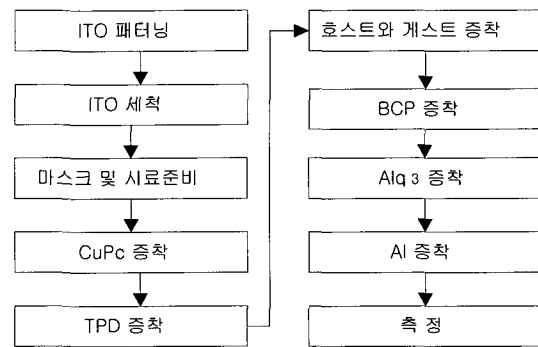 ITO 패터닝
ITO 세척
마스크 및 시료준비
CuPc 증착
TPD 증착
호스트와 게스트 증착
BCP 증착
Alq 3 증착
Al 증착
측 정